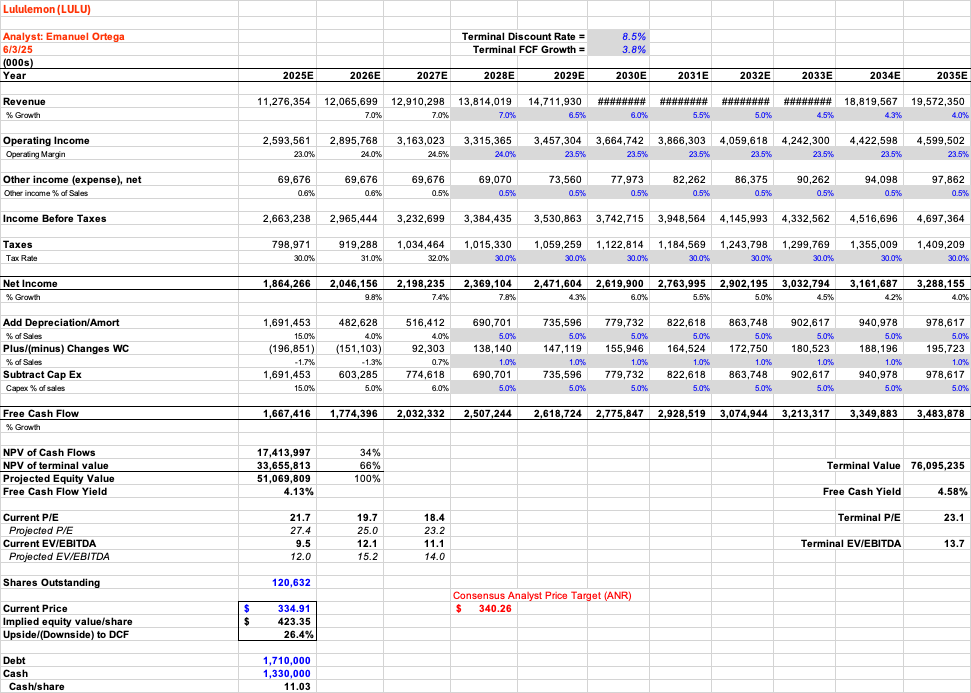 Lululemon (LULU)
Analyst: Emanuel Ortega Terminal Discount Rate = 8.5%
6/3/25 Terminal FCF Growth = 3.8%
(000s)
Year 2025E 2026E 2027E 2028E 2029E 2030E 2031E 2032E 2033E 2034E 2035E
Revenue 11,276,354 12,065,699 12,910,298 13,814,019 14,711,930 ######## ######## ######## ######## 18,819,567 19,572,350
% Growth 7.0% 7.0% 7.0% 6.5% 6.0% 5.5% 5.0% 4.5% 4.3% 4.0%
Operating Income 2,593,561 2,895,768 3,163,023 3,315,365 3,457,304 3,664,742 3,866,303 4,059,618 4,242,300 4,422,598 4,599,502
Operating Margin 23.0% 24.0% 24.5% 24.0% 23.5% 23.5% 23.5% 23.5% 23.5% 23.5% 23.5%
Other income (expense), net 69,676 69,676 69,676 69,070 73,560 77,973 82,262 86,375 90,262 94,098 97,862
Other income % of Sales 0.6% 0.6% 0.5% 0.5% 0.5% 0.5% 0.5% 0.5% 0.5% 0.5% 0.5%
Income Before Taxes 2,663,238 2,965,444 3,232,699 3,384,435 3,530,863 3,742,715 3,948,564 4,145,993 4,332,562 4,516,696 4,697,364
Taxes 798,971 919,288 1,034,464 1,015,330 1,059,259 1,122,814 1,184,569 1,243,798 1,299,769 1,355,009 1,409,209
Tax Rate 30.0% 31.0% 32.0% 30.0% 30.0% 30.0% 30.0% 30.0% 30.0% 30.0% 30.0%
Net Income 1,864,266 2,046,156 2,198,235 2,369,104 2,471,604 2,619,900 2,763,995 2,902,195 3,032,794 3,161,687 3,288,155
% Growth 9.8% 7.4% 7.8% 4.3% 6.0% 5.5% 5.0% 4.5% 4.2% 4.0%
Add Depreciation/Amort 1,691,453 482,628 516,412 690,701 735,596 779,732 822,618 863,748 902,617 940,978 978,617
% of Sales 15.0% 4.0% 4.0% 5.0% 5.0% 5.0% 5.0% 5.0% 5.0% 5.0% 5.0%
Plus/(minus) Changes WC (196,851) (151,103) 92,303 138,140 147,119 155,946 164,524 172,750 180,523 188,196 195,723
% of Sales -1.7% -1.3% 0.7% 1.0% 1.0% 1.0% 1.0% 1.0% 1.0% 1.0% 1.0%
Subtract Cap Ex 1,691,453 603,285 774,618 690,701 735,596 779,732 822,618 863,748 902,617 940,978 978,617
Capex % of sales 15.0% 5.0% 6.0% 5.0% 5.0% 5.0% 5.0% 5.0% 5.0% 5.0% 5.0%
Free Cash Flow 1,667,416 1,774,396 2,032,332 2,507,244 2,618,724 2,775,847 2,928,519 3,074,944 3,213,317 3,349,883 3,483,878
% Growth
NPV of Cash Flows 17,413,997 34%
NPV of terminal value 33,655,813 66% Terminal Value 76,095,235
Projected Equity Value 51,069,809 100%
Free Cash Flow Yield 4.13% Free Cash Yield 4.58%
Current P/E 21.7 19.7 18.4 Terminal P/E 23.1
Projected P/E 27.4 25.0 23.2
Current EV/EBITDA 9.5 12.1 11.1 Terminal EV/EBITDA 13.7
Projected EV/EBITDA 12.0 15.2 14.0
Shares Outstanding 120,632
Consensus Analyst Price Target (ANR)
Current Price $ 334.91 $ 340.26
Implied equity value/share $ 423.35
Upside/(Downside) to DCF 26.4%
Debt 1,710,000
Cash 1,330,000
Cash/share 11.03